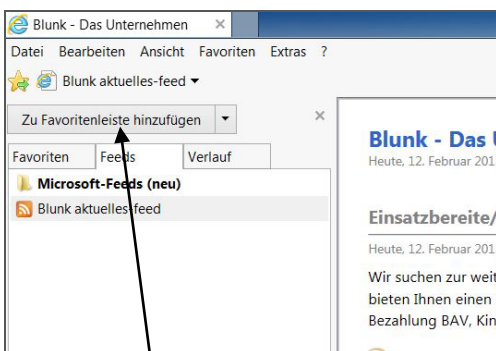 Blunk - Das Unternehmen
Datei Bearbeiten Ansicht Favoriten Extras ?
Blunk aktuelles-feed
Zu Favoritenleiste hinzufügen
Favoriten Feeds Verlauf
Microsoft-Feeds (neu)
Blunk aktuelles-feed
Blunk - Das
Heute, 12. Februar 201
Einsatzbereite/
Heute, 12. Februar 201
Wir suchen zur weit
bieten Ihnen einen
Bezahlung BAV, Kin